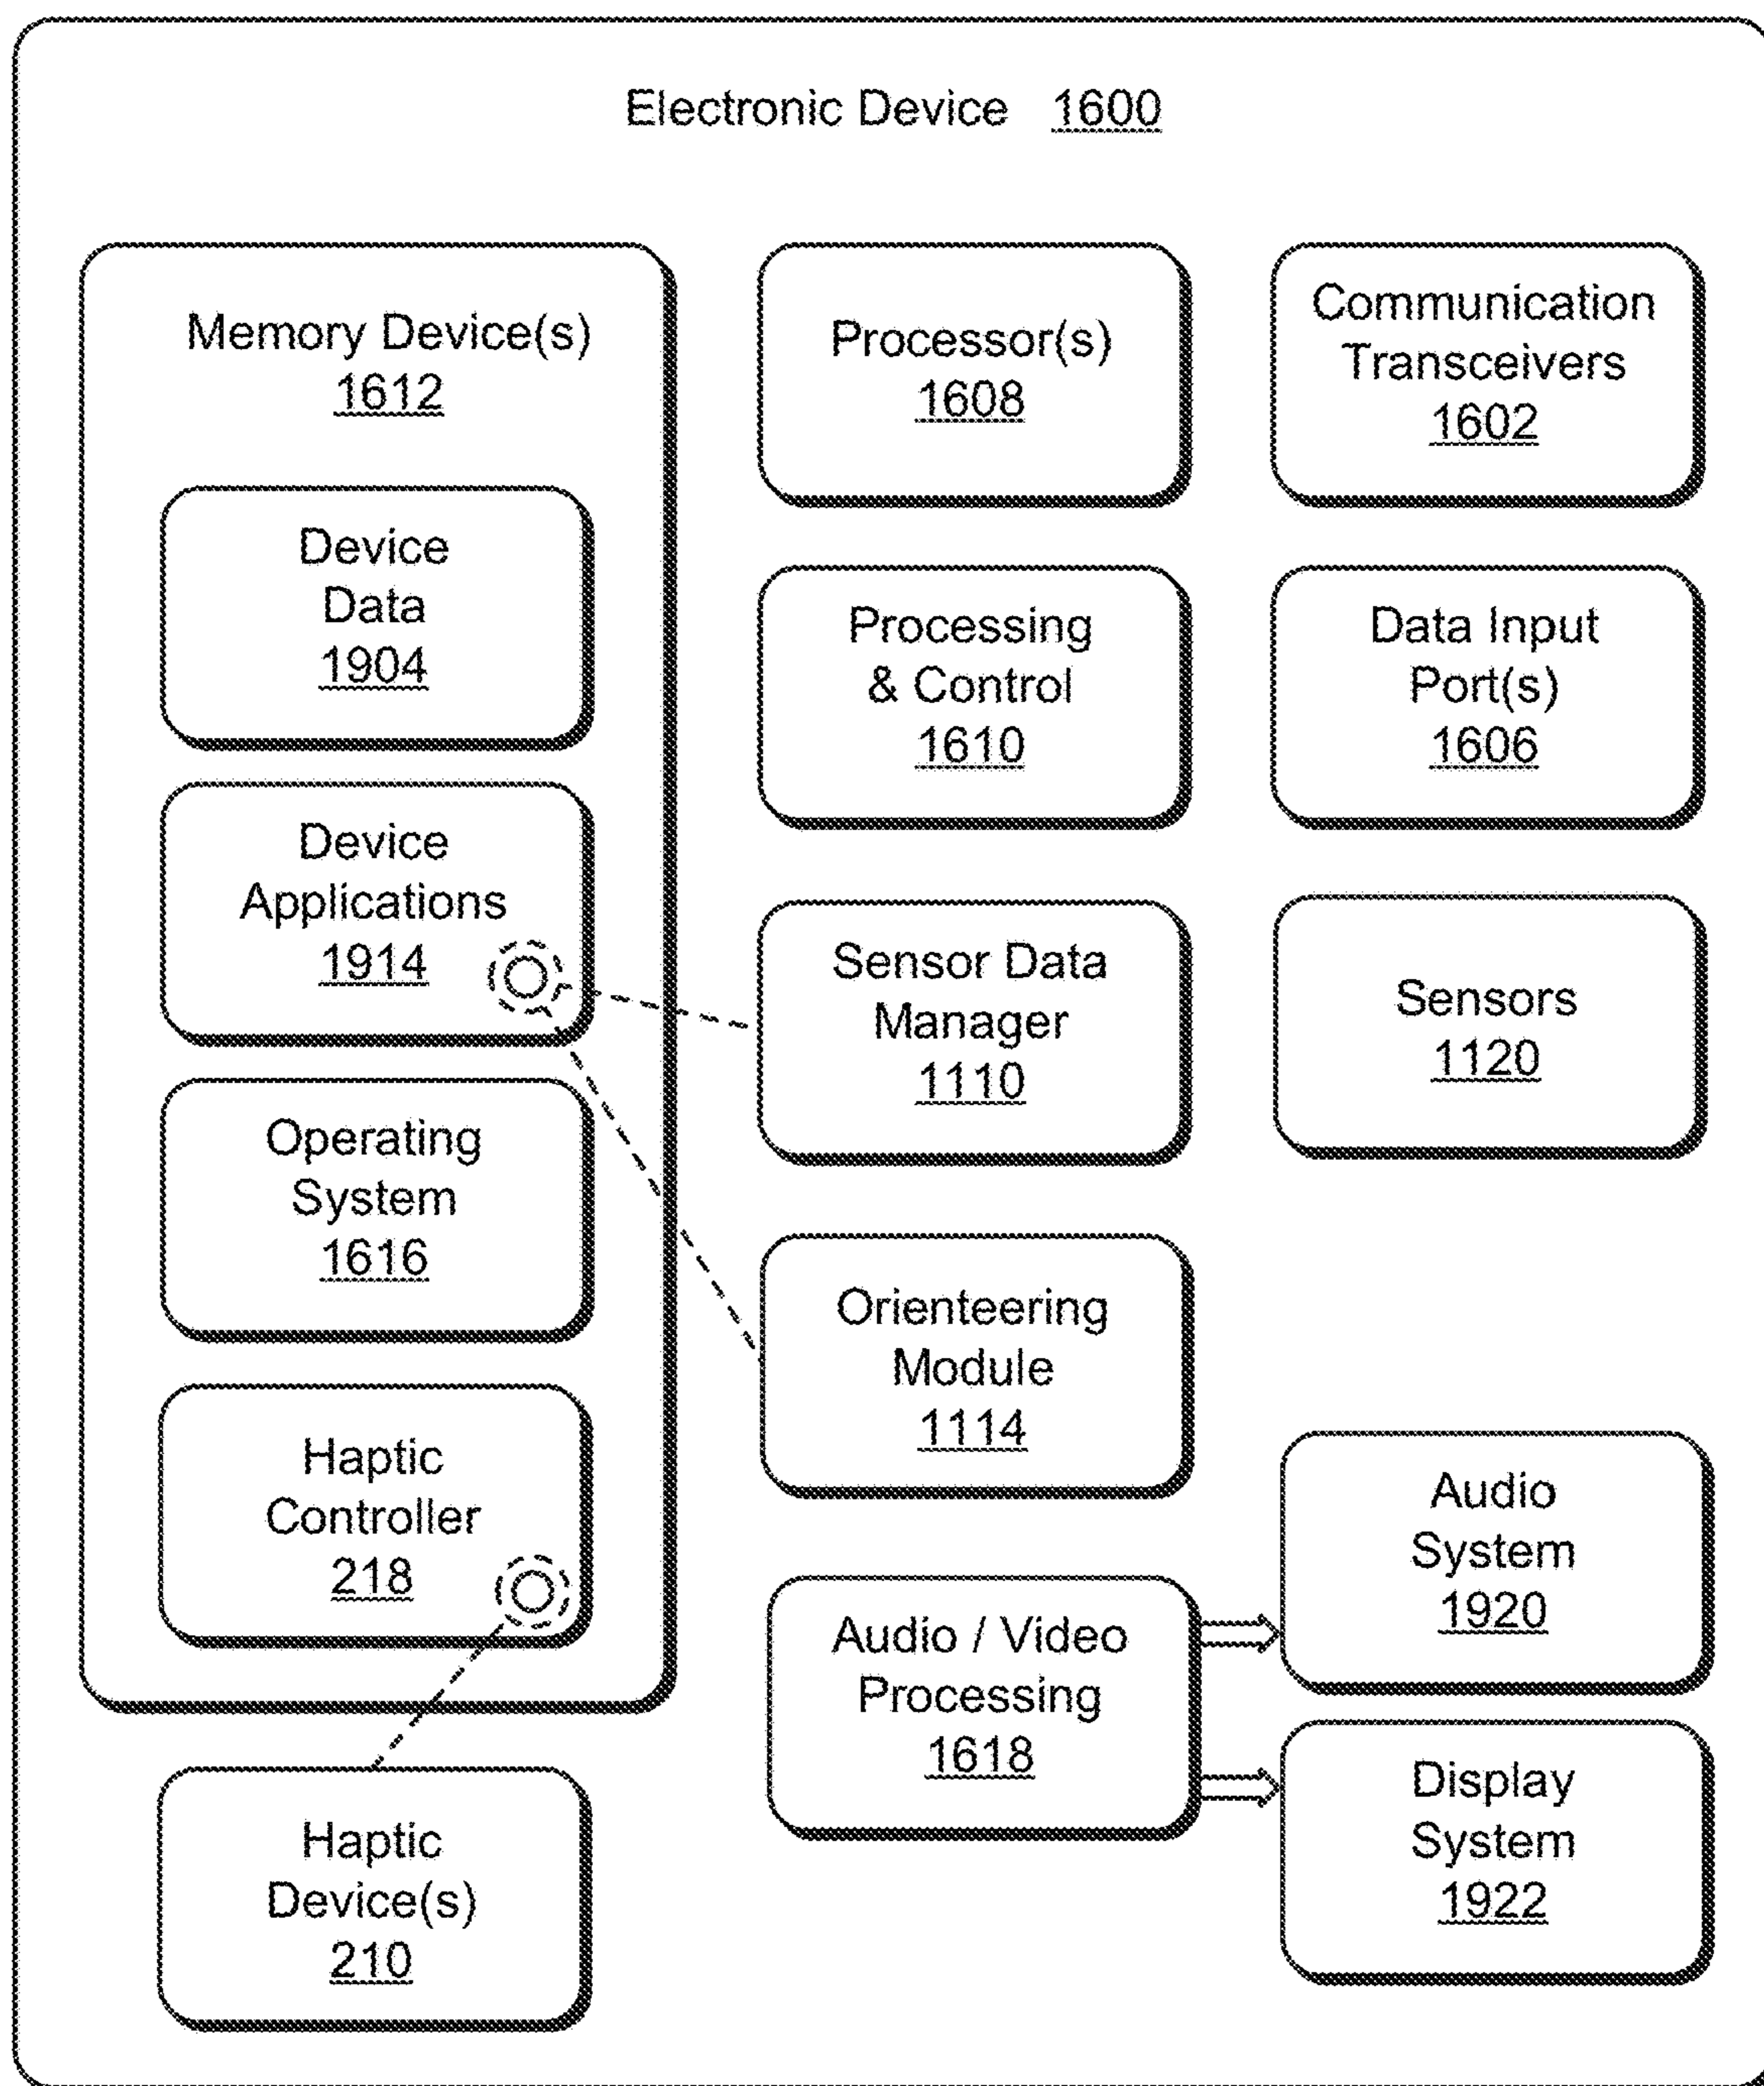 Electronic Device 1600
Memory Device(s)
1612
Device
Data
1904
Device
Applications
1914
Operating
System
1616
Haptic
Controller
218
Haptic
Device(s)
210
Processor(s)
1608
Processing
& Control
1610
Sensor Data
Manager
1110
Orienteering
Module
1114
Audio / Video
Processing
1618
Communication
Transceivers
1602
Data Input
Port(s)
1606
Sensors
1120
Audio
System
1920
Display
System
1922